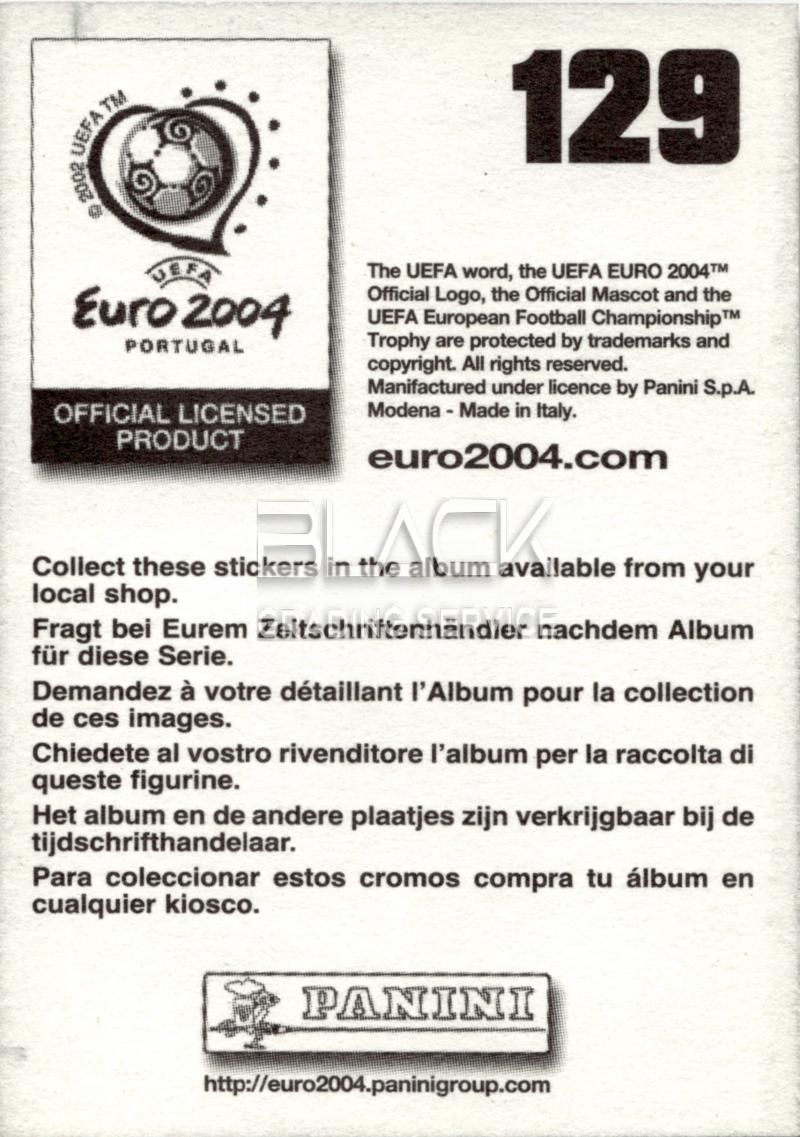 129
© 2002 UEFA TM
UEFA
Euro 2004
PORTUGAL
OFFICIAL LICENSED
PRODUCT
The UEFA word, the UEFA EURO 2004™
Official Logo, the Official Mascot and the
UEFA European Football Championship™
Trophy are protected by trademarks and
copyright. All rights reserved.
Manifactured under licence by Panini S.p.A.
Modena - Made in Italy.
euro2004.com
BLACK
GRADING SERVICE
Collect these stickers in the album available from your
local shop.
Fragt bei Eurem Zeitschriftenhändler nachdem Album
für diese Serie.
Demandez à votre détaillant l'Album pour la collection
de ces images.
Chiedete al vostro rivenditore l'album per la raccolta di
queste figurine.
Het album en de andere plaatjes zijn verkrijgbaar bij de
tijdschrifthandelaar.
Para coleccionar estos cromos compra tu álbum en
cualquier kiosco.
PANINI
http://euro2004.paninigroup.com